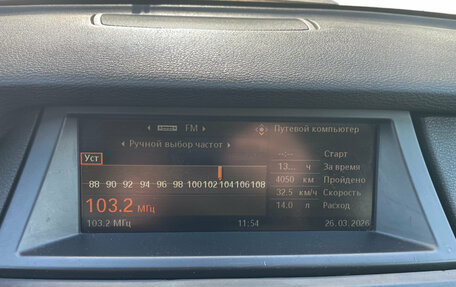 FM
Путевой компьютер
Ручной выбор частот
--:-- Старт
Уст
13... ч За время
4050 км Пройдено
88 90 92 94 96 98 100 102 104 106 108
32.5 км/ч Скорость
103.2 МГц
14.0 л Расход
103.2 МГц 11:54 26.03.2026